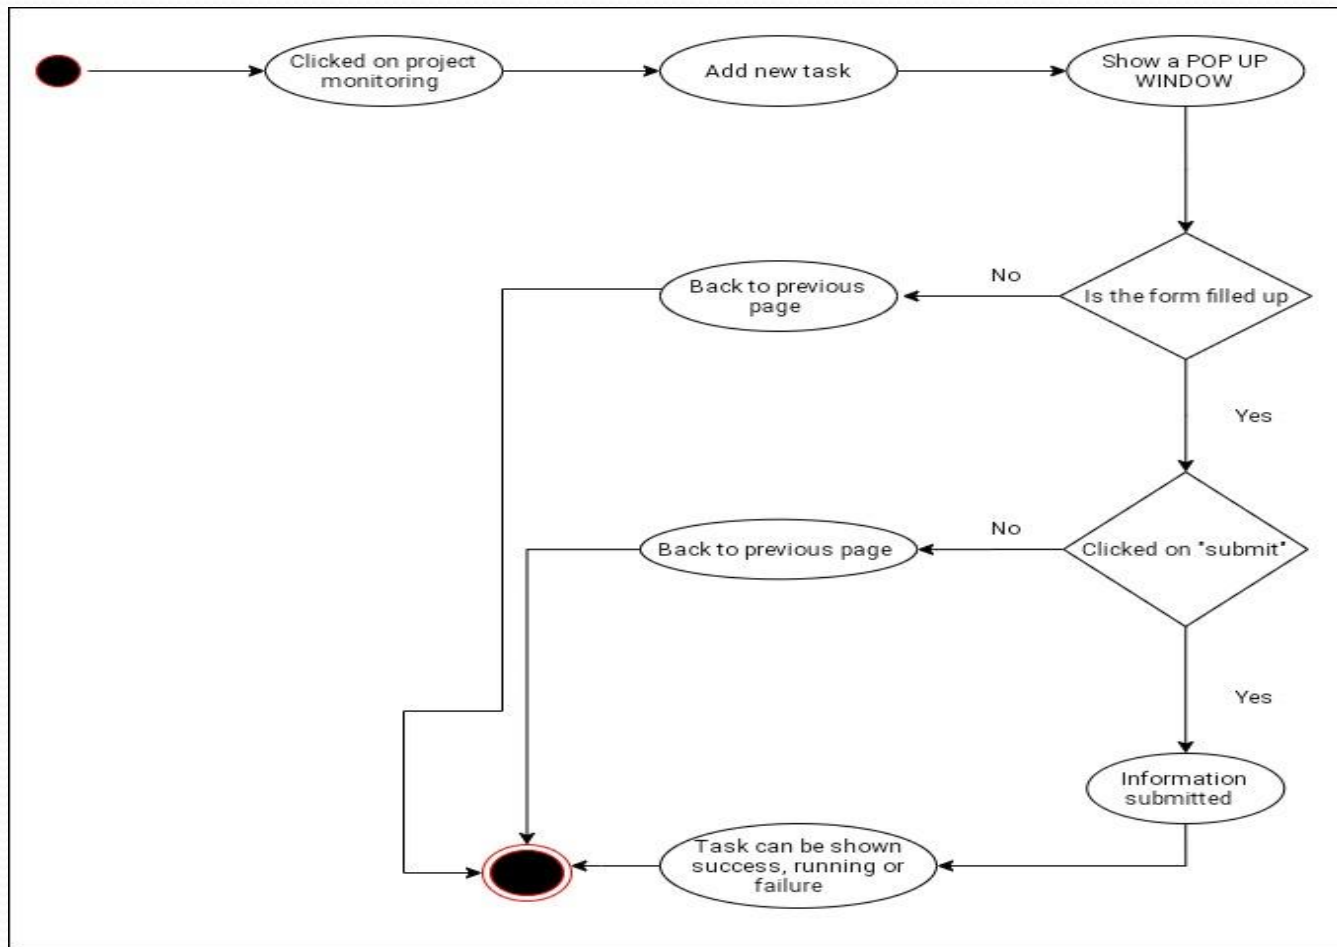 Clicked on project
monitoring
Add new task
Show a POP UP
WINDOW
Back to previous
page
No
Is the form filled up
Yes
Back to previous page
No
Clicked on "submit"
Yes
Information
submitted
Task can be shown
success, running or
failure